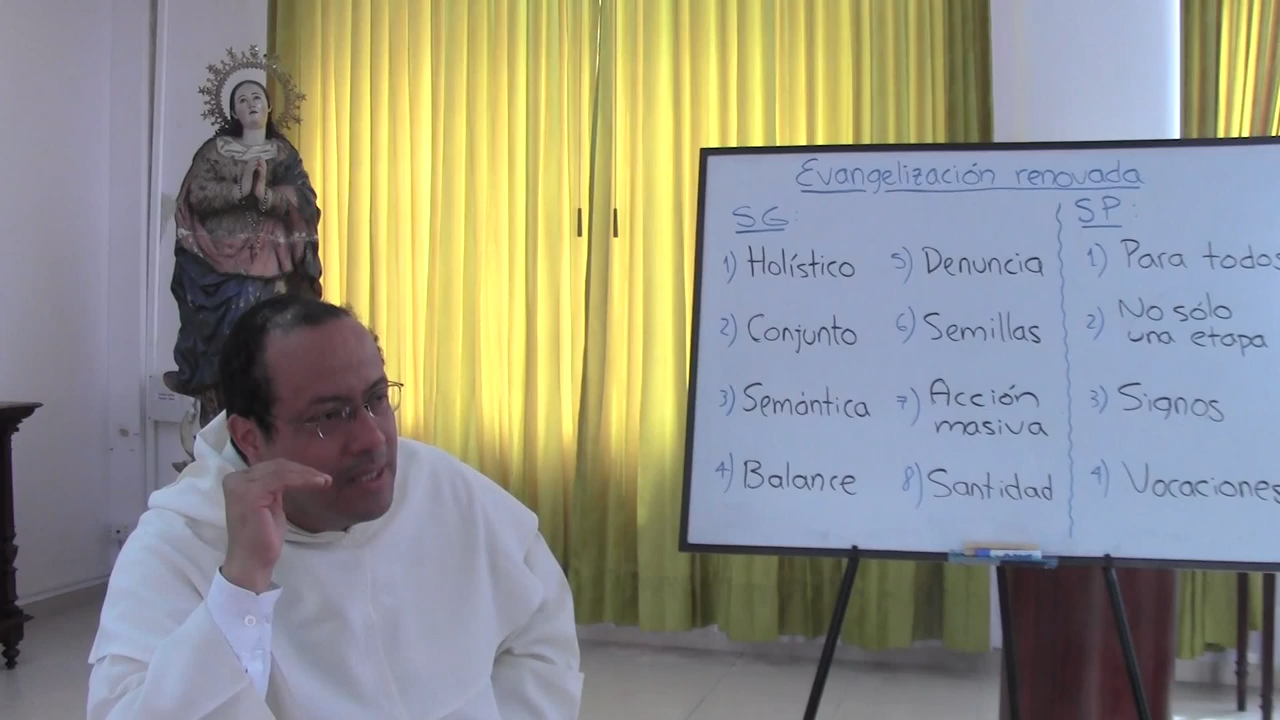 Evangelización renovada
SG:
1) Holístico
2) Conjunto
3) Semántica
4) Balance
5) Denuncia
6) Semillas
7) Acción
masiva
8) Santidad
SP:
1) Para todos
2) No sólo
una etapa
3) Signos
4) Vocaciones